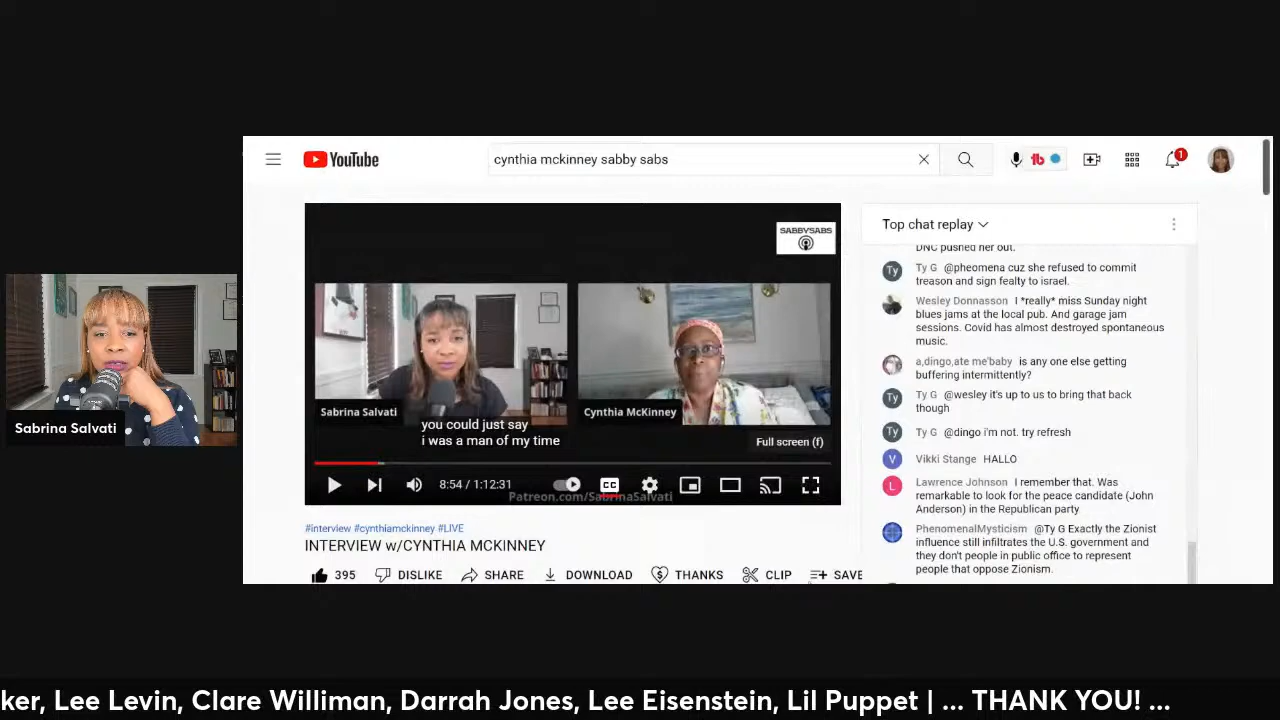 YouTube
cynthia mckinney sabby sabs
1
SABBYSABS
Sabrina Salvati
Cynthia McKinney
you could just say
i was a man of my time
Full screen (f)
8:54 / 1:12:31
CC
Patreon.com/SabrinaSalvati
#interview #cynthiamckinney #LIVE
INTERVIEW w/CYNTHIA MCKINNEY
395 DISLIKE SHARE DOWNLOAD THANKS CLIP SAVE
Top chat replay
DNC pushed her out.
Ty Ty G @pheomena cuz she refused to commit
treason and sign fealty to israel.
Wesley Donnasson I *really* miss Sunday night
blues jams at the local pub. And garage jam
sessions. Covid has almost destroyed spontaneous
music.
a,dingo,ate me'baby is any one else getting
buffering intermittently?
Ty Ty G @wesley it's up to us to bring that back
though
Ty Ty G @dingo i'm not. try refresh
V Vikki Stange HALLO
L Lawrence Johnson I remember that. Was
remarkable to look for the peace candidate (John
Anderson) in the Republican party
PhenomenalMysticism @Ty G Exactly the Zionist
influence still infiltrates the U.S. government and
they don't people in public office to represent
people that oppose Zionism.
Sabrina Salvati
ker, Lee Levin, Clare Williman, Darrah Jones, Lee Eisenstein, Lil Puppet | ... THANK YOU! ...